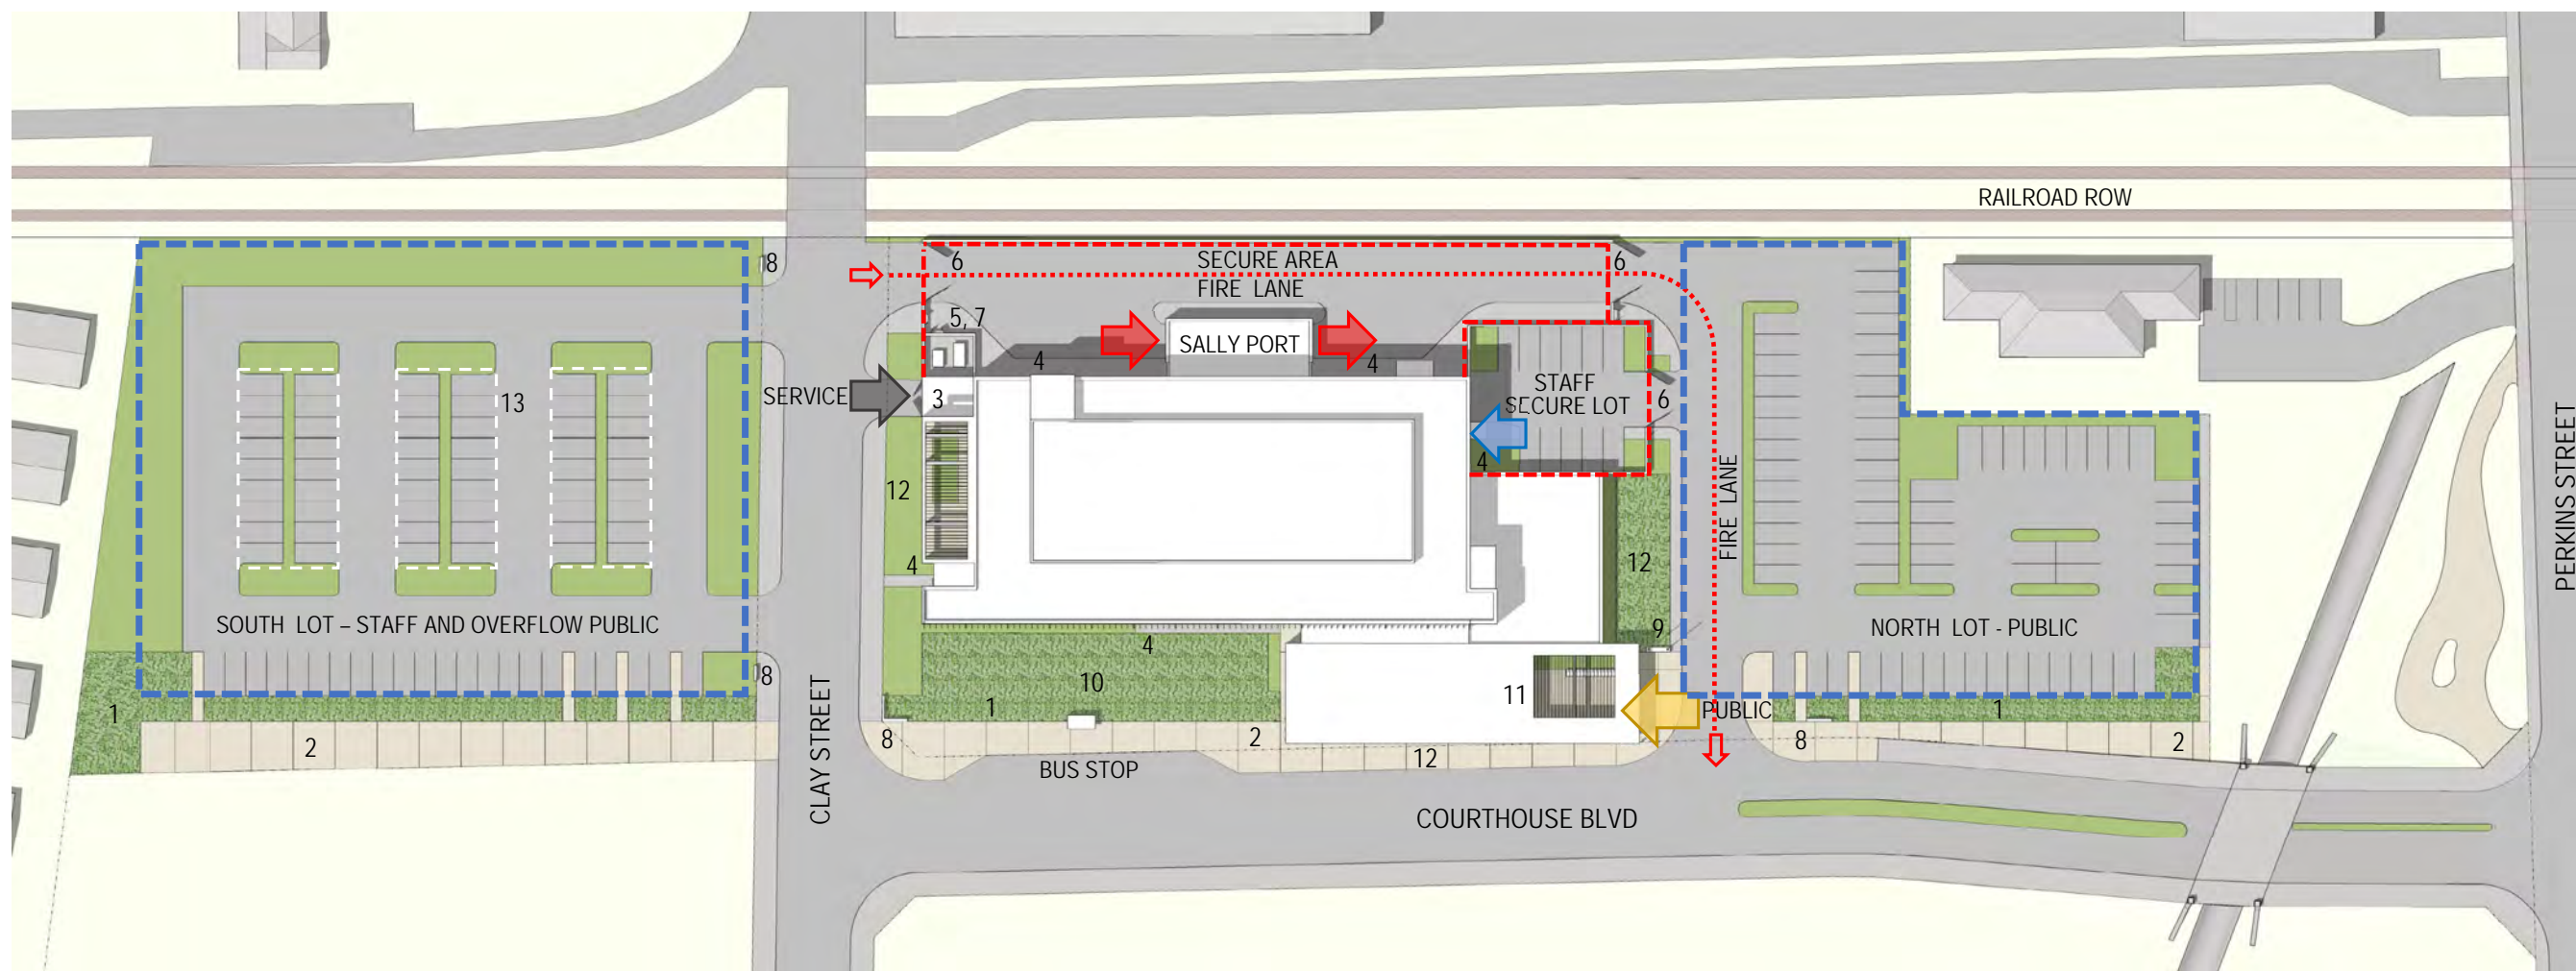 RAILROAD ROW
8
6
SECURE AREA
6
FIRE LANE
5, 7
4
SALLY PORT
4
SERVICE
3
13
STAFF
SECURE LOT
6
4
12
FIRE LANE
12
4
SOUTH LOT – STAFF AND OVERFLOW PUBLIC
9
NORTH LOT - PUBLIC
4
8
10
11
1
1
PUBLIC
1
2
8
2
12
8
2
BUS STOP
CLAY STREET
COURTHOUSE BLVD
PERKINS STREET